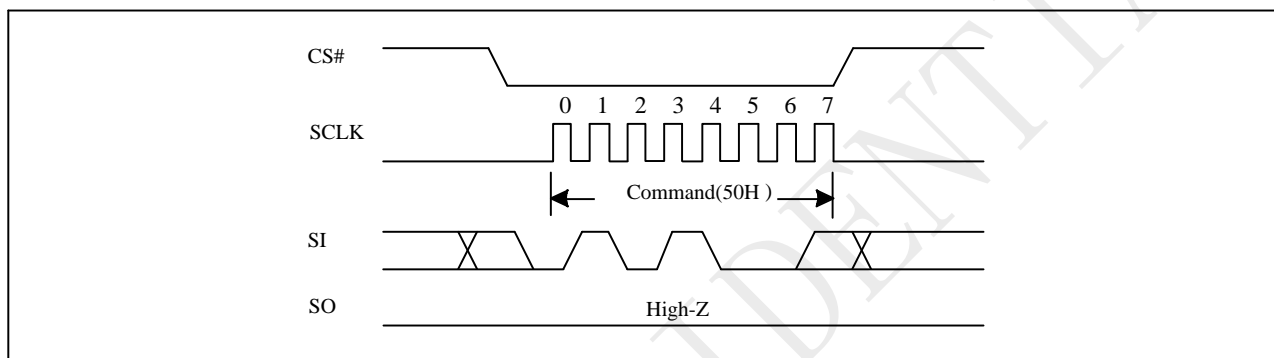 CS#
0 1 2 3 4 5 6 7
SCLK
Command(50H )
SI
SO High-Z